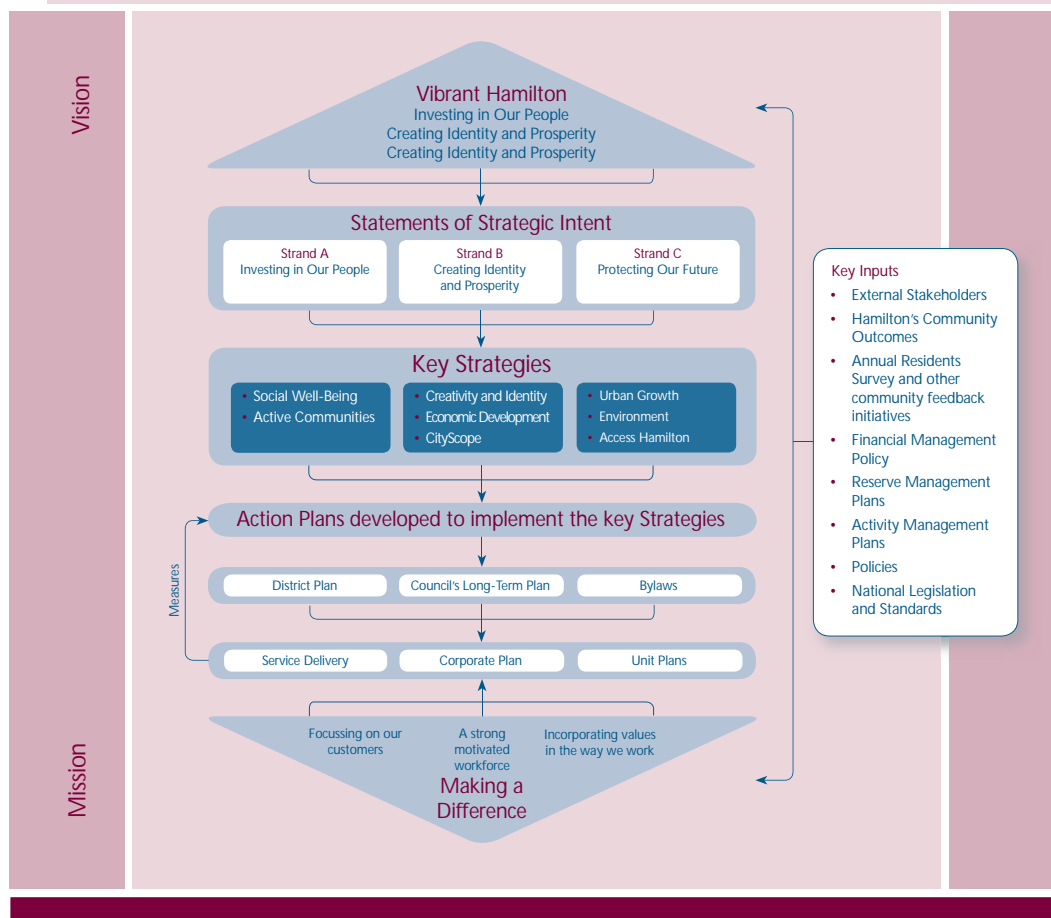 Vision
Vibrant Hamilton
Investing in Our People
Creating Identity and Prosperity
Creating Identity and Prosperity
Statements of Strategic Intent
Strand A
Investing in Our People
Strand B
Creating Identity
and Prosperity
Strand C
Protecting Our Future
Key Strategies
• Social Well-Being
• Active Communities
• Creativity and Identity
• Economic Development
• CityScope
• Urban Growth
• Environment
• Access Hamilton
Action Plans developed to implement the key Strategies
Measures
District Plan
Council's Long-Term Plan
Bylaws
Service Delivery
Corporate Plan
Unit Plans
Focussing on our
customers
A strong
motivated
workforce
Incorporating values
in the way we work
Making a
Difference
Mission
Key Inputs
• External Stakeholders
• Hamilton's Community
Outcomes
• Annual Residents
Survey and other
community feedback
initiatives
• Financial Management
Policy
• Reserve Management
Plans
• Activity Management
Plans
• Policies
• National Legislation
and Standards